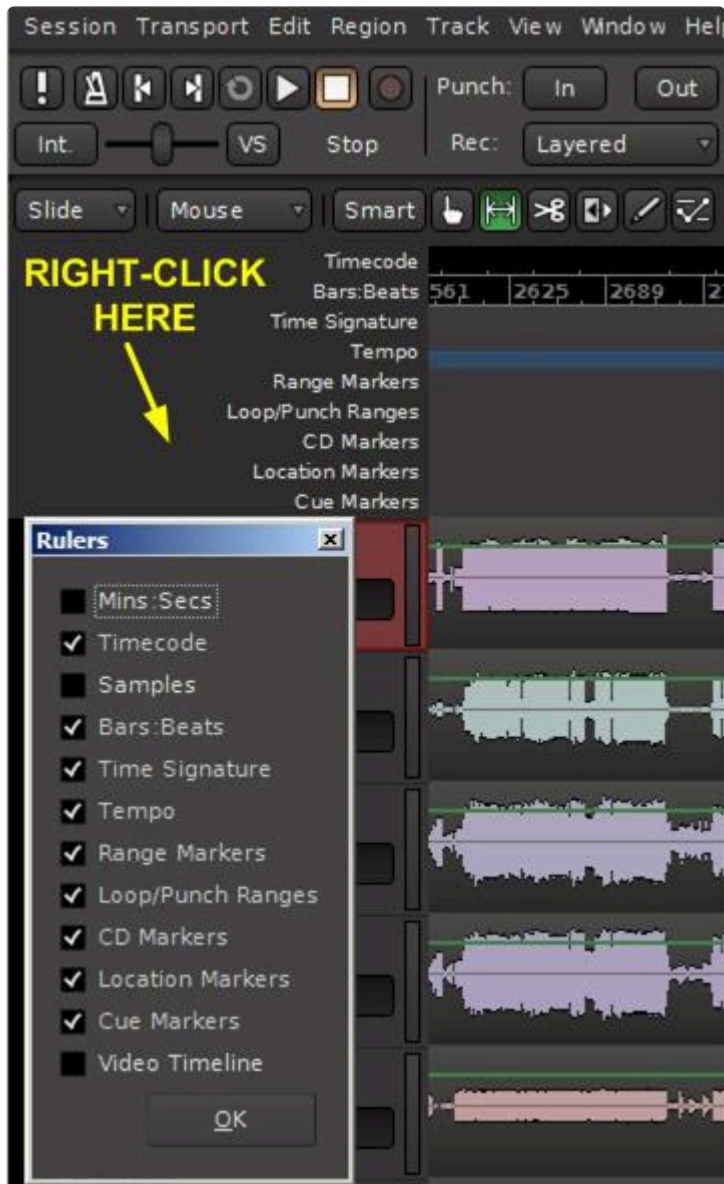 Session Transport Edit Region Track View Window Help
Punch: In Out
Int. VS Stop Rec: Layered
Slide Mouse Smart
RIGHT-CLICK
HERE
Timecode
Bars:Beats 561 2625 2689
Time Signature
Tempo
Range Markers
Loop/Punch Ranges
CD Markers
Location Markers
Cue Markers
Rulers
Mins:Secs
Timecode
Samples
Bars:Beats
Time Signature
Tempo
Range Markers
Loop/Punch Ranges
CD Markers
Location Markers
Cue Markers
Video Timeline
OK